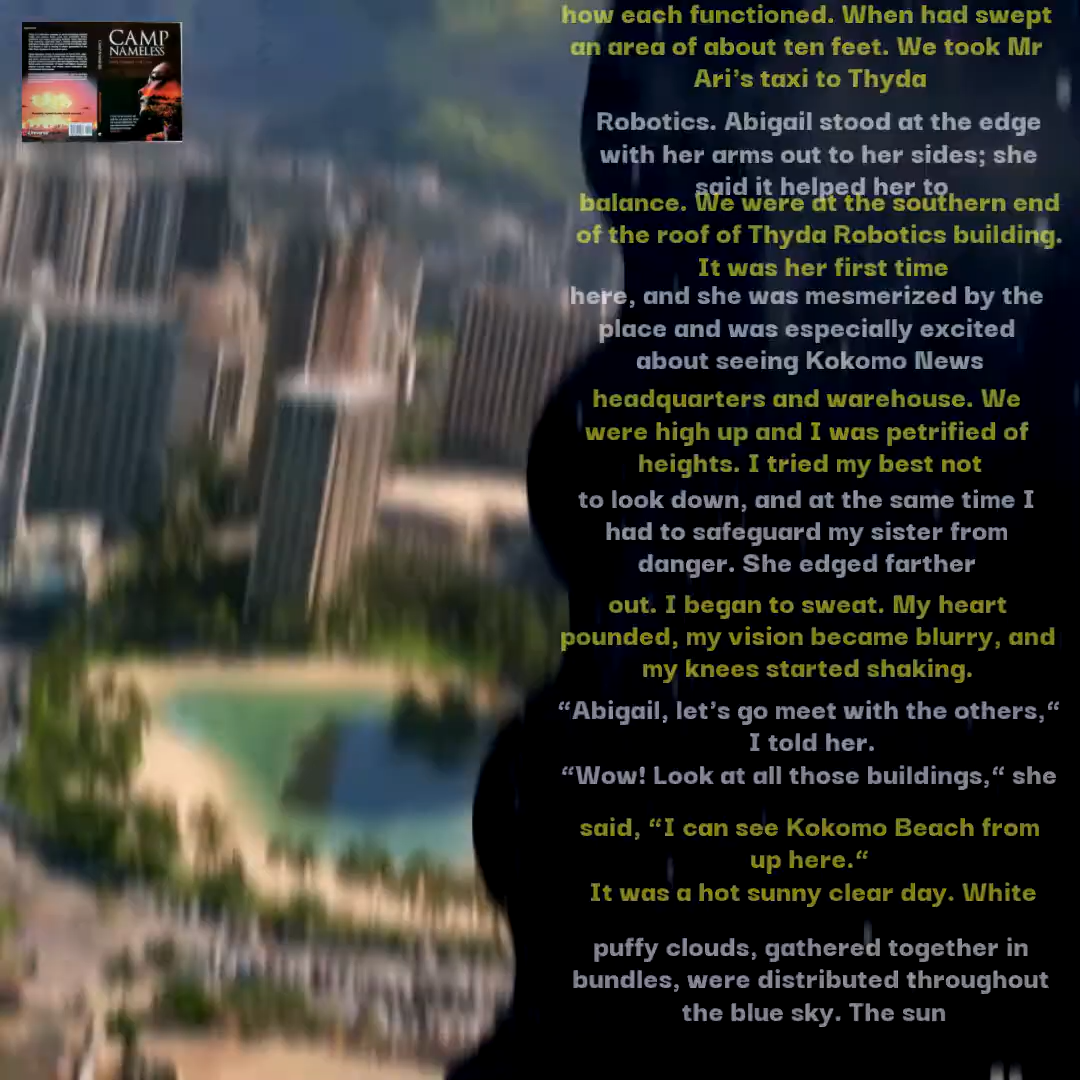 CAMP
NAMELESS
how each functioned. When had swept
an area of about ten feet. We took Mr
Ari’s taxi to Thyda
Robotics. Abigail stood at the edge
with her arms out to her sides; she
said it helped her to
balance. We were at the southern end
of the roof of Thyda Robotics building.
It was her first time
here, and she was mesmerized by the
place and was especially excited
about seeing Kokomo News
headquarters and warehouse. We
were high up and I was petrified of
heights. I tried my best not
to look down, and at the same time I
had to safeguard my sister from
danger. She edged farther
out. I began to sweat. My heart
pounded, my vision became blurry, and
my knees started shaking.
“Abigail, let’s go meet with the others,“
I told her.
“Wow! Look at all those buildings,“ she
said, “I can see Kokomo Beach from
up here.“
It was a hot sunny clear day. White
puffy clouds, gathered together in
bundles, were distributed throughout
the blue sky. The sun